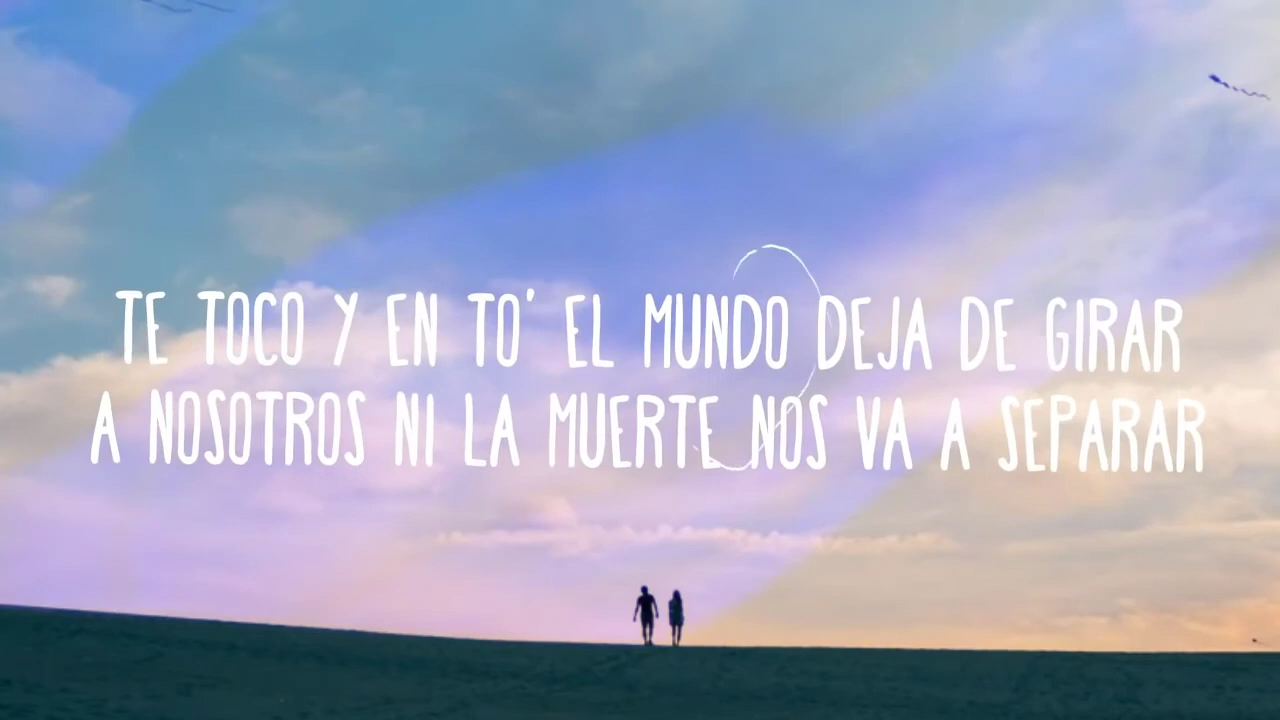 TE TOCO Y EN TO' EL MUNDO DEJA DE GIRAR
A NOSOTROS NI LA MUERTE NOS VA A SEPARAR